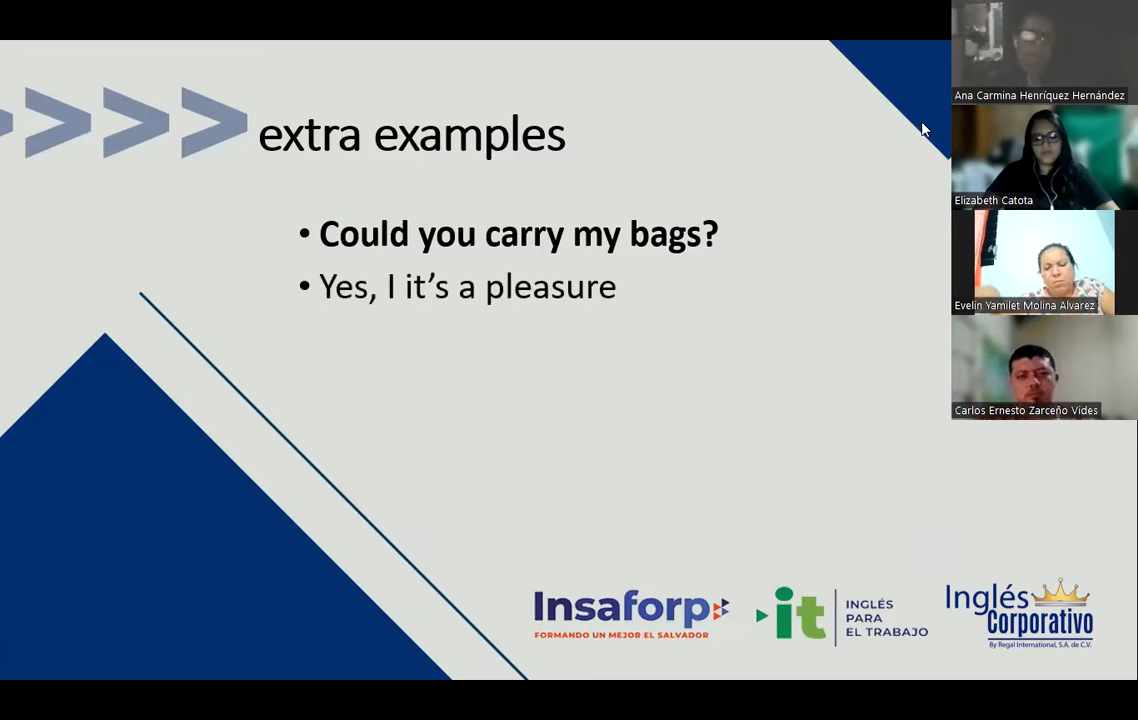 extra examples
• Could you carry my bags?
• Yes, I it's a pleasure
Insaforp
FORMANDO UN MEJOR EL SALVADOR
it
INGLÉS
PARA
EL TRABAJO
Inglés
Corporativo
By Regal International, S.A. de C.V.
Ana Carmina Henríquez Hernández
Elizabeth Catota
Evelin Yamilet Molina Alvarez
Carlos Ernesto Zarceño Vides